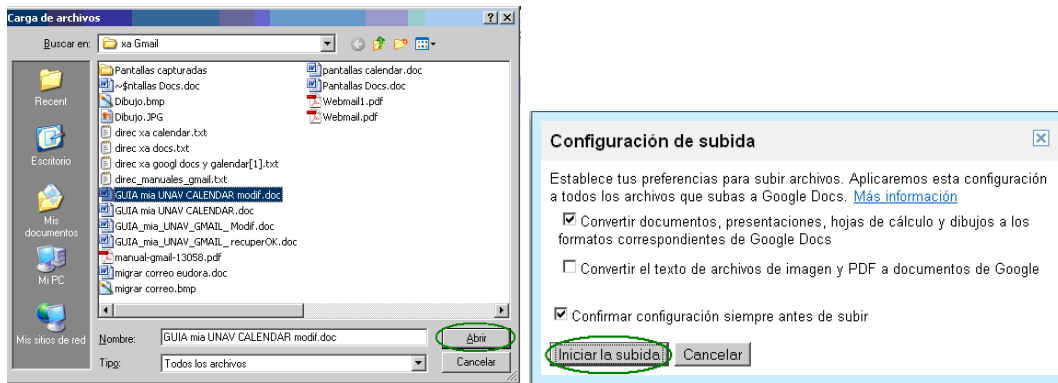 Carga de archivos
Buscar en:
xa Gmail
Recent
Escritorio
Mis
documentos
Mi PC
Mis sitios de red
Pantallas capturadas
~$ntallas Docs.doc
Dibujo.bmp
Dibujo.JPG
direc xa calendar.txt
direc xa docs.txt
direc xa googl docs y galendar[1].txt
direc_manuales_gmail.txt
GUIA mia UNAV CALENDAR modif.doc
GUIA mia UNAV CALENDAR.doc
GUIA_mia_UNAV_GMAIL_ Modif.doc
GUIA_mia_UNAV_GMAIL_ recuperOK.doc
manual-gmail-13058.pdf
migrar correo eudora.doc
migrar correo.bmp
pantallas calendar.doc
Pantallas Docs.doc
Webmail1.pdf
Webmail.pdf
Nombre:
GUIA mia UNAV CALENDAR modif.doc
Abrir
Tipo:
Todos los archivos
Cancelar
Configuración de subida
Establece tus preferencias para subir archivos. Aplicaremos esta configuración
a todos los archivos que subas a Google Docs. Más información
Convertir documentos, presentaciones, hojas de cálculo y dibujos a los
formatos correspondientes de Google Docs
Convertir el texto de archivos de imagen y PDF a documentos de Google
Confirmar configuración siempre antes de subir
Iniciar la subida
Cancelar